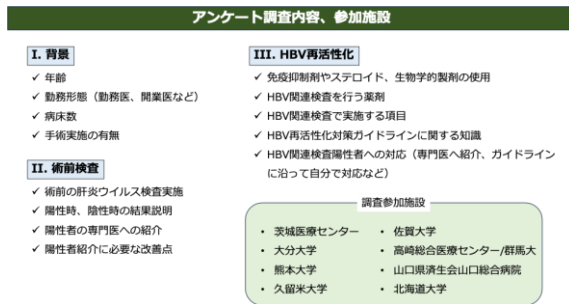 アンケート調査内容、参加施設
I. 背景
✓ 年齢
✓ 勤務形態（勤務医、開業医など）
✓ 病床数
✓ 手術実施の有無
II. 術前検査
✓ 術前の肝炎ウイルス検査実施
✓ 陽性時、陰性時の結果説明
✓ 陽性者の専門医への紹介
✓ 陽性者紹介に必要な改善点
III. HBV再活性化
✓ 免疫抑制剤やステロイド、生物学的製剤の使用
✓ HBV関連検査を行う薬剤
✓ HBV関連検査で実施する項目
✓ HBV再活性化対策ガイドラインに関する知識
✓ HBV関連検査陽性者への対応（専門医へ紹介、ガイドライン
に沿って自分で対応など）
調査参加施設
・ 茨城医療センター
・ 大分大学
・ 熊本大学
・ 久留米大学
・ 佐賀大学
・ 高崎総合医療センター/群馬大
・ 山口県済生会山口総合病院
・ 北海道大学